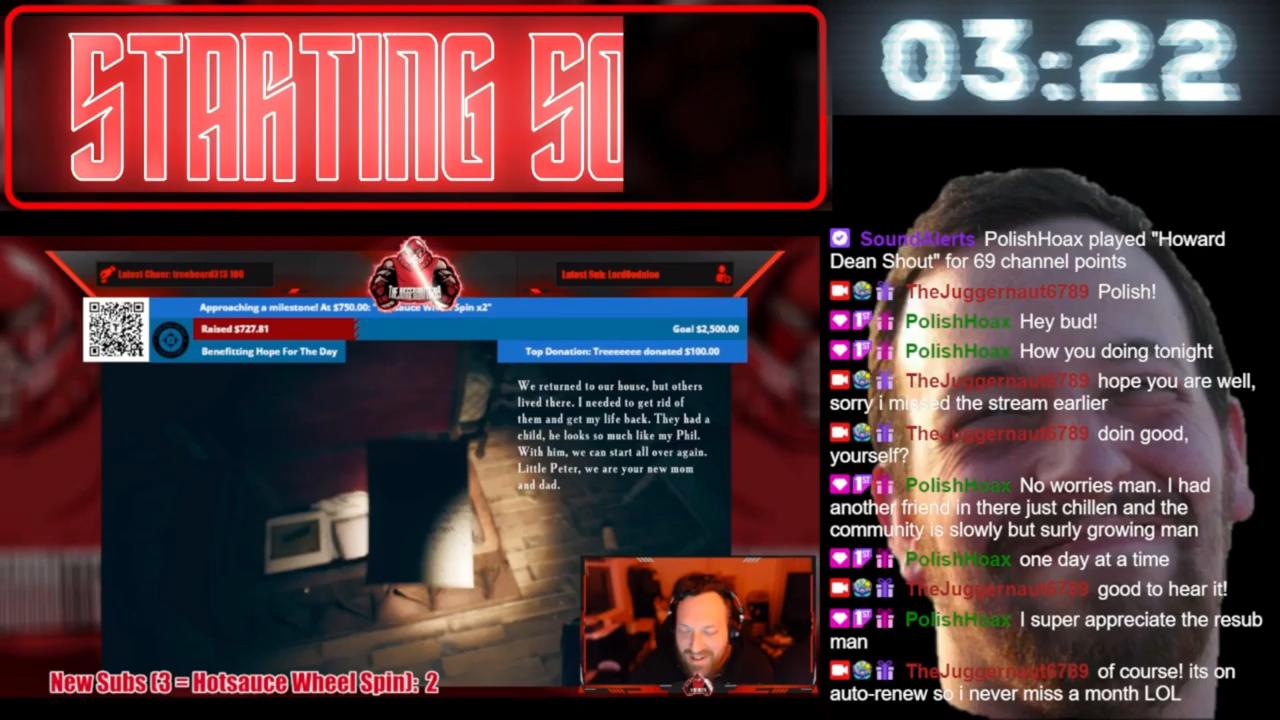 STARTING SO
03:22
Latest Cheer: treebeard313 100
Latest Sub: LordVodzloe
Approaching a milestone! At $750.00: "
Spin x2"
Raised $727.81
Goal $2,500.00
Benefitting Hope For The Day
Top Donation: Treeeeeee donated $100.00
We returned to our house, but others
lived there. I needed to get rid of
them and get my life back. They had a
child, he looks so much like my Phil.
With him, we can start all over again.
Little Peter, we are your new mom
and dad.
New Subs (3 = Hotsauce Wheel Spin): 2
SoundAlerts PolishHoax played "Howard
Dean Shout" for 69 channel points
TheJuggernaut6789 Polish!
PolishHoax Hey bud!
PolishHoax How you doing tonight
TheJuggernaut6789 hope you are well,
sorry i missed the stream earlier
TheJuggernaut6789 doin good,
yourself?
PolishHoax No worries man. I had
another friend in there just chillen and the
community is slowly but surly growing man
PolishHoax one day at a time
TheJuggernaut6789 good to hear it!
PolishHoax I super appreciate the resub
man
TheJuggernaut6789 of course! its on
auto-renew so i never miss a month LOL